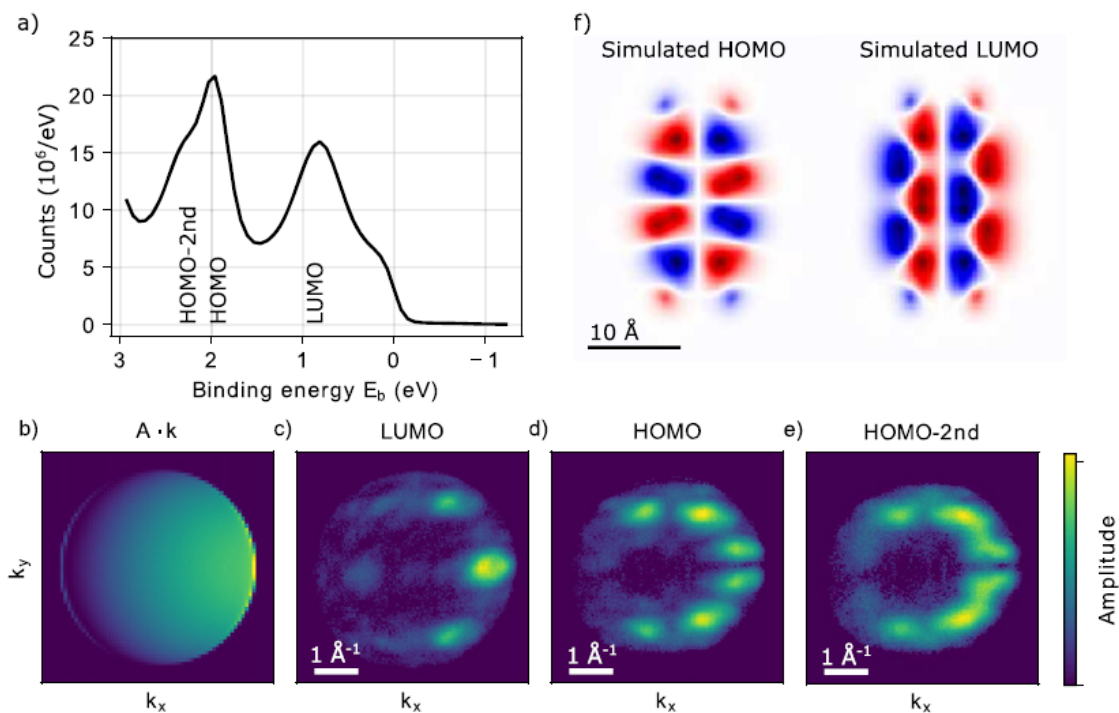 a)
25
20
15
10
5
0
Counts (10⁶/eV)
HOMO-2nd
HOMO
LUMO
3 2 1 0 −1
Binding energy E_b (eV)
f)
Simulated HOMO Simulated LUMO
10 Å
b) A · k c) LUMO d) HOMO e) HOMO-2nd
k_y
1 Å⁻¹ 1 Å⁻¹ 1 Å⁻¹
k_x k_x k_x k_x
Amplitude